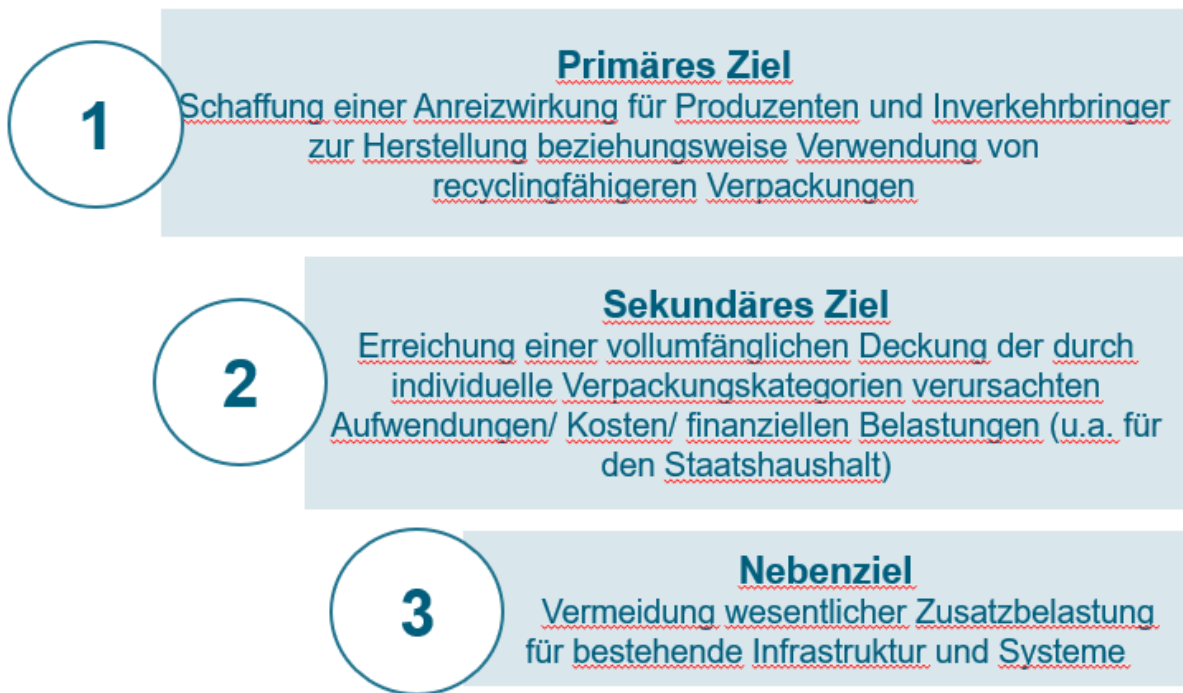 1
Primäres Ziel
Schaffung einer Anreizwirkung für Produzenten und Inverkehrbringer
zur Herstellung beziehungsweise Verwendung von
recyclingfähigeren Verpackungen
2
Sekundäres Ziel
Erreichung einer vollumfänglichen Deckung der durch
individuelle Verpackungskategorien verursachten
Aufwendungen/ Kosten/ finanziellen Belastungen (u.a. für
den Staatshaushalt)
3
Nebenziel
Vermeidung wesentlicher Zusatzbelastung
für bestehende Infrastruktur und Systeme